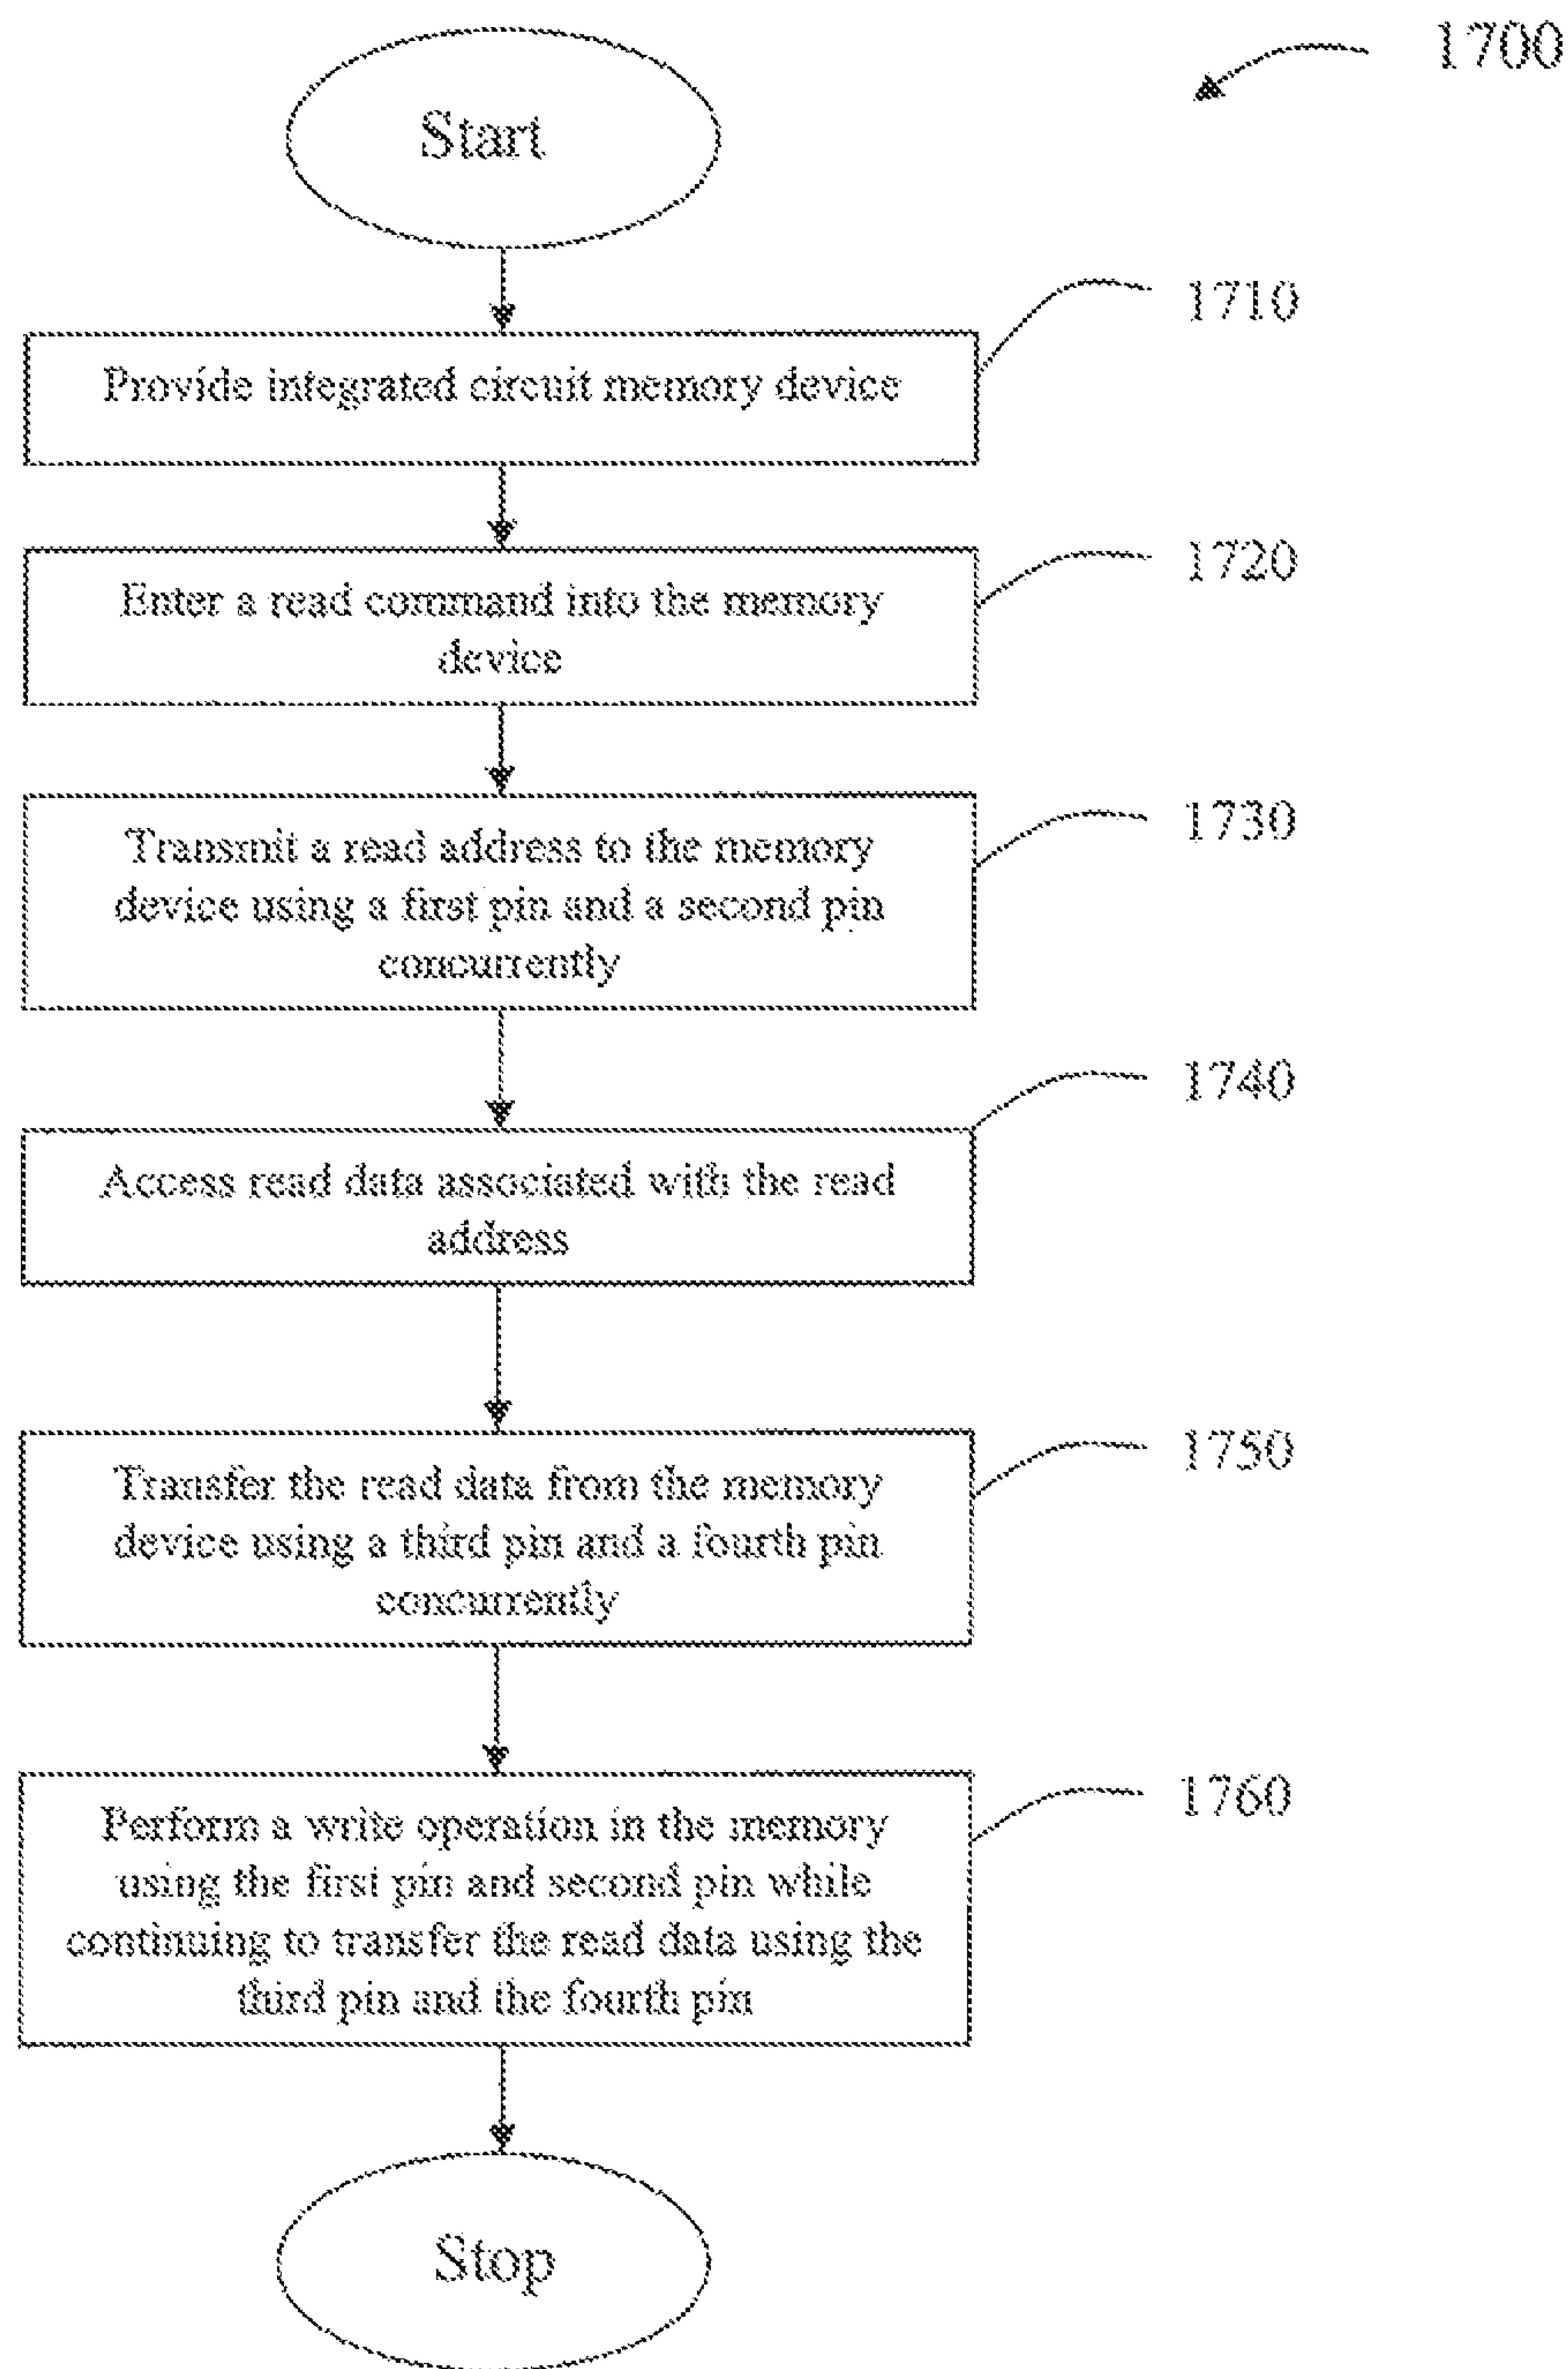 1700
Start
1710
Provide integrated circuit memory device
1720
Enter a read command into the memory
device
1730
Transmit a read address to the memory
device using a first pin and a second pin
concurrently
1740
Access read data associated with the read
address
1750
Transfer the read data from the memory
device using a third pin and a fourth pin
concurrently
1760
Perform a write operation in the memory
using the first pin and second pin while
continuing to transfer the read data using the
third pin and the fourth pin
Stop